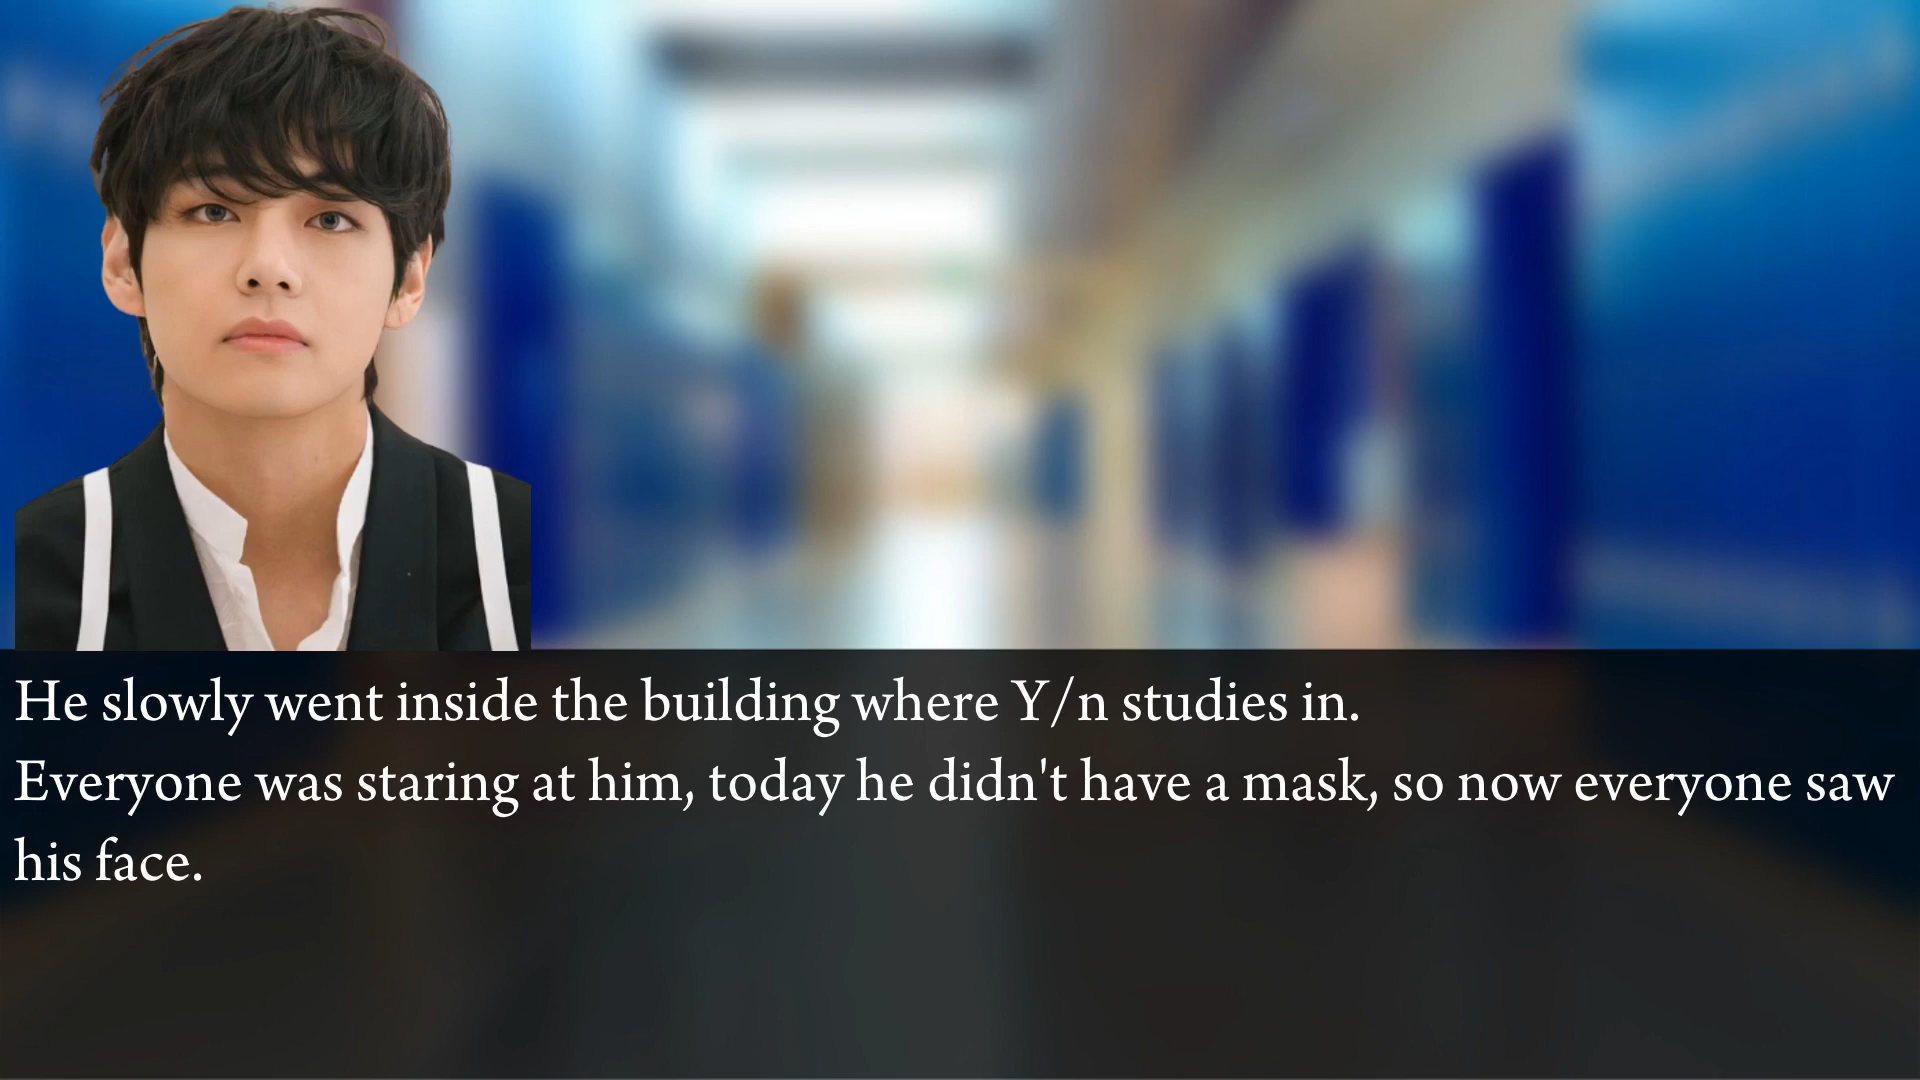 He slowly went inside the building where Y/n studies in.
Everyone was staring at him, today he didn't have a mask, so now everyone saw
his face.